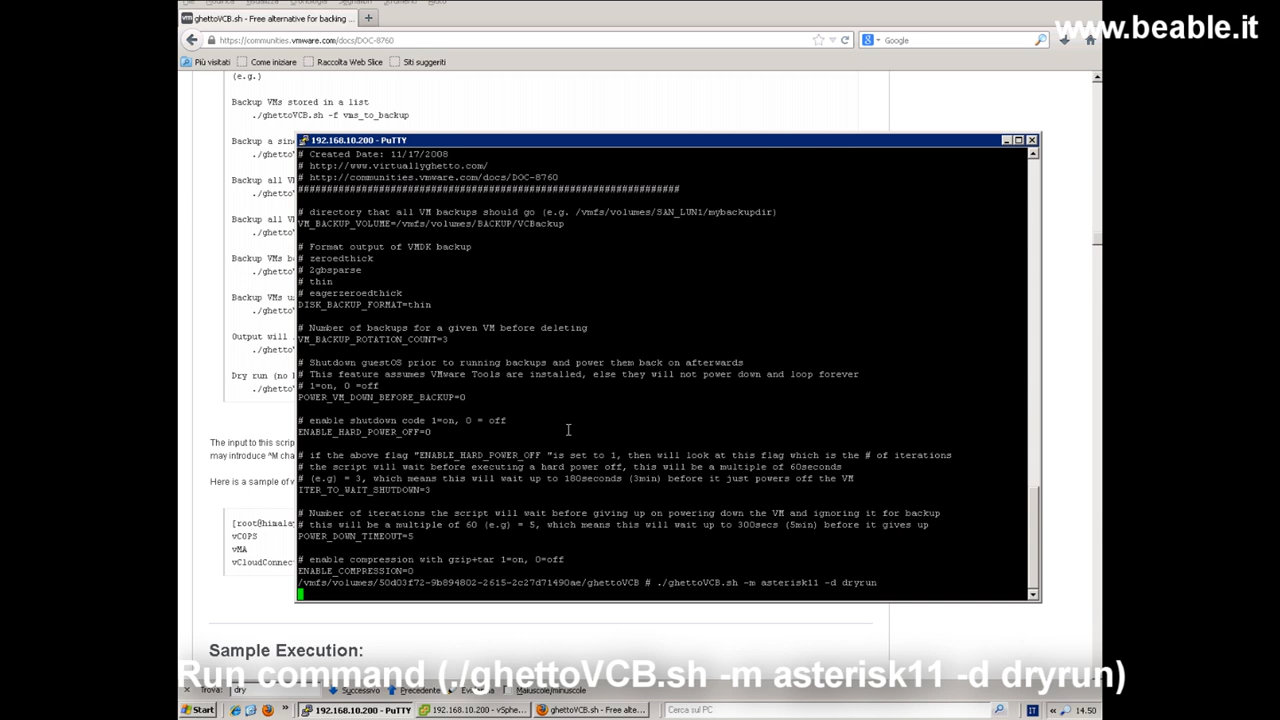 www.beable.it
ghettoVCB.sh - Free alternative for backing ...
https://communities.vmware.com/docs/DOC-8760
Google
Più visitati Come iniziare Raccolta Web Slice Siti suggeriti
(e.g.)
Backup VMs stored in a list
./ghettoVCB.sh -f vms_to_backup
Backup a sin
./ghett
Backup all V
./ghett
Backup all V
./ghett
Backup VMs b
./ghett
Backup VMs u
./ghett
Output will
./ghett
Dry run (no
./ghett
The input to this scrip
may introduce ^M cha
Here is a sample of v
[root@himala
vCOPS
vMA
vCloudConnec
192.168.10.200 - PuTTY
# Created Date: 11/17/2008
# http://www.virtuallyghetto.com/
# http://communities.vmware.com/docs/DOC-8760
##################################################################
# directory that all VM backups should go (e.g. /vmfs/volumes/SAN_LUN1/mybackupdir)
VM_BACKUP_VOLUME=/vmfs/volumes/BACKUP/VCBackup
# Format output of VMDK backup
# zeroedthick
# 2gbsparse
# thin
# eagerzeroedthick
DISK_BACKUP_FORMAT=thin
# Number of backups for a given VM before deleting
VM_BACKUP_ROTATION_COUNT=3
# Shutdown guestOS prior to running backups and power them back on afterwards
# This feature assumes VMware Tools are installed, else they will not power down and loop forever
# 1=on, 0 =off
POWER_VM_DOWN_BEFORE_BACKUP=0
# enable shutdown code 1=on, 0 = off
ENABLE_HARD_POWER_OFF=0
# if the above flag "ENABLE_HARD_POWER_OFF "is set to 1, then will look at this flag which is the # of iterations
# the script will wait before executing a hard power off, this will be a multiple of 60seconds
# (e.g) = 3, which means this will wait up to 180seconds (3min) before it just powers off the VM
ITER_TO_WAIT_SHUTDOWN=3
# Number of iterations the script will wait before giving up on powering down the VM and ignoring it for backup
# this will be a multiple of 60 (e.g) = 5, which means this will wait up to 300secs (5min) before it gives up
POWER_DOWN_TIMEOUT=5
# enable compression with gzip+tar 1=on, 0=off
ENABLE_COMPRESSION=0
/vmfs/volumes/50d03f72-9b894802-2615-2c27d71490ae/ghettoVCB # ./ghettoVCB.sh -m asterisk11 -d dryrun
Sample Execution:
Run command (./ghettoVCB.sh -m asterisk11 -d dryrun)
Trova: dry Successivo Precedente Maiuscole/minuscole
Start 192.168.10.200 - PuTTY 192.168.10.200 - vSphe... ghettoVCB.sh - Free alte... Cerca sul PC IT 14.50